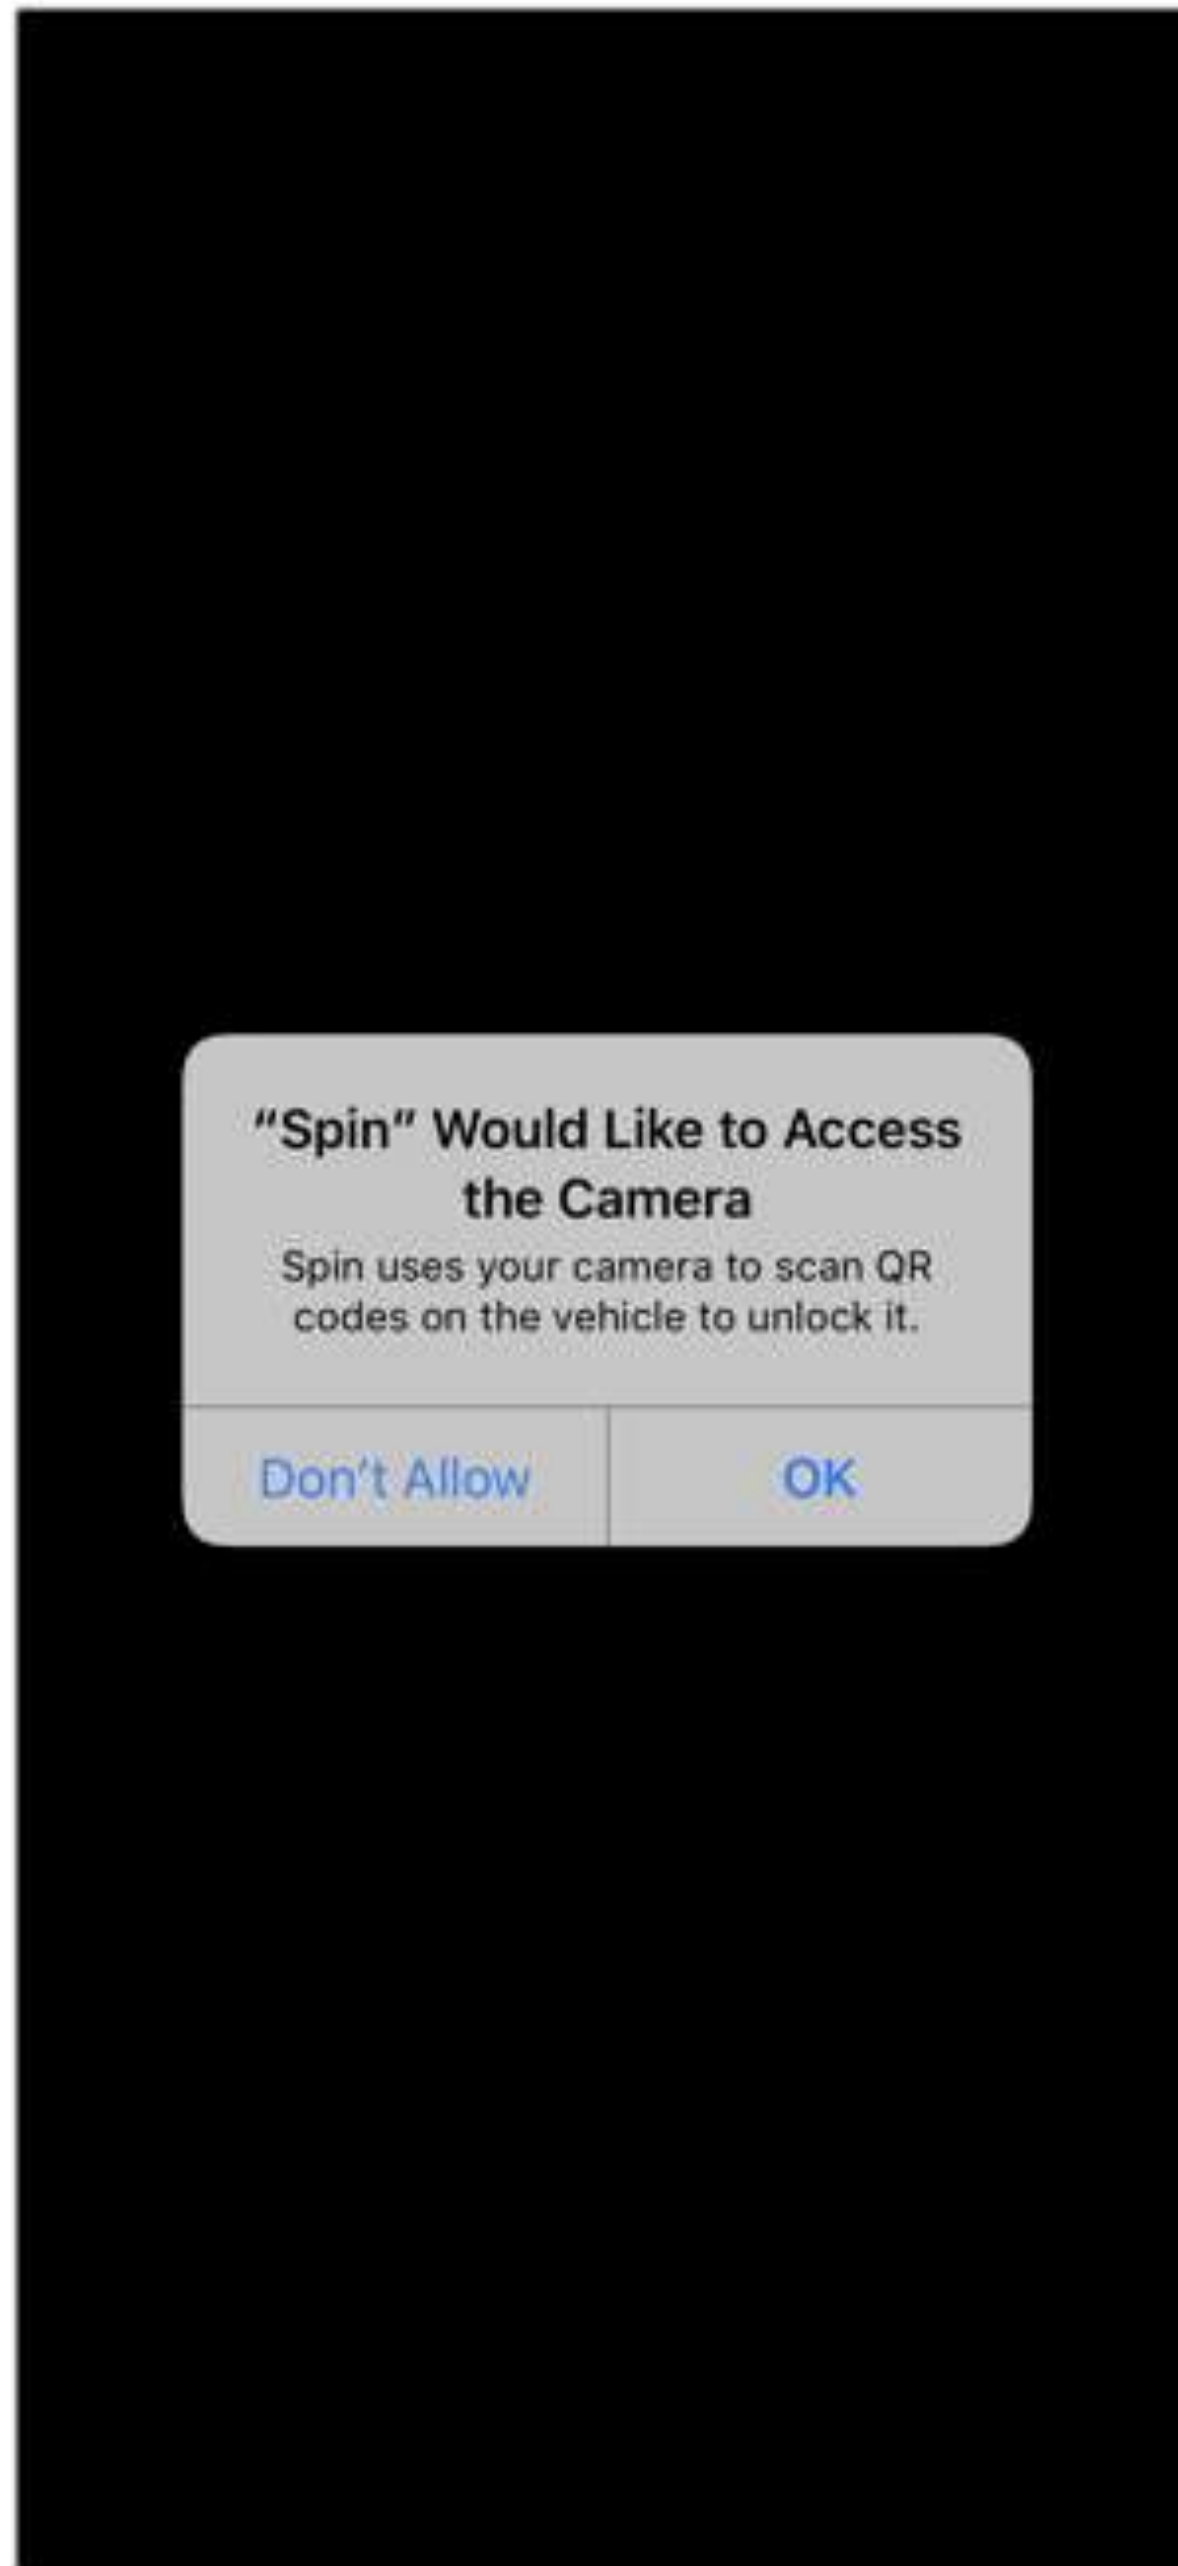 “Spin” Would Like to Access
the Camera
Spin uses your camera to scan QR
codes on the vehicle to unlock it.
Don’t Allow
OK